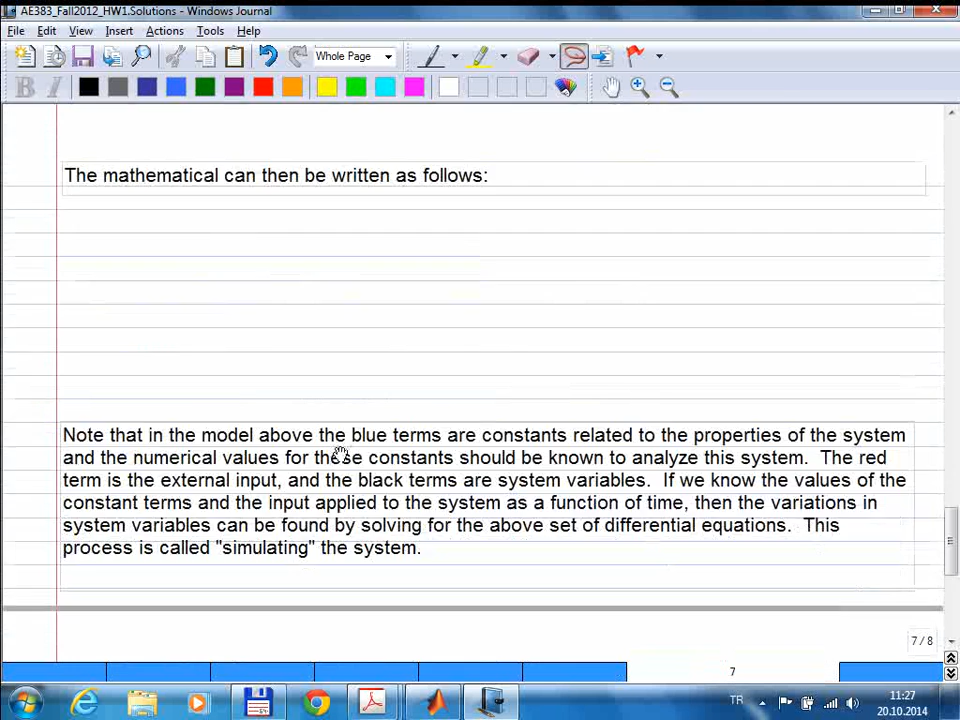 AE383_Fall2012_HW1.Solutions - Windows Journal
File Edit View Insert Actions Tools Help
Whole Page
B I
The mathematical can then be written as follows:
Note that in the model above the blue terms are constants related to the properties of the system
and the numerical values for these constants should be known to analyze this system. The red
term is the external input, and the black terms are system variables. If we know the values of the
constant terms and the input applied to the system as a function of time, then the variations in
system variables can be found by solving for the above set of differential equations. This
process is called "simulating" the system.
7 / 8
7
TR
11:27
20.10.2014